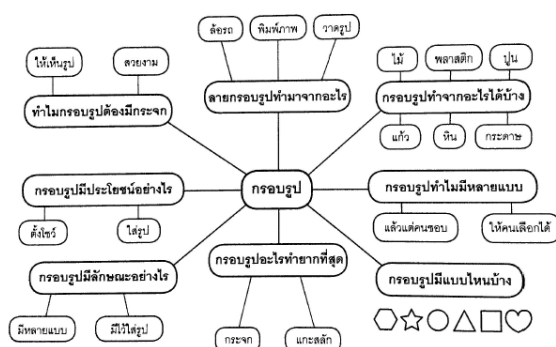 ล้อรถ
พิมพ์ภาพ
วาดรูป
ให้เห็นรูป
สวยงาม
ไม้
พลาสติก
ปูน
ทำไมกรอบรูปต้องมีกระจก
ลายกรอบรูปทำมาจากอะไร
กรอบรูปทำจากอะไรได้บ้าง
แก้ว
หิน
กระดาษ
กรอบรูปมีประโยชน์อย่างไร
กรอบรูป
กรอบรูปทำไมมีหลายแบบ
ตั้งโชว์
ใส่รูป
แล้วแต่คนชอบ
ให้คนเลือกได้
กรอบรูปมีลักษณะอย่างไร
กรอบรูปอะไรทำยากที่สุด
กรอบรูปมีแบบไหนบ้าง
มีหลายแบบ
มีไว้ใส่รูป
กระจก
แกะสลัก